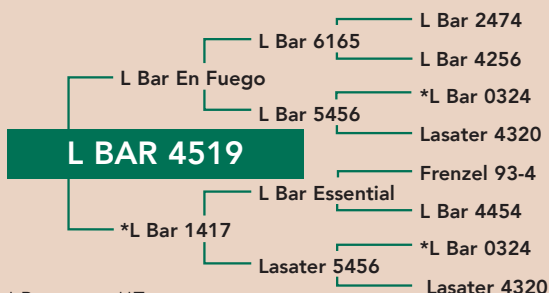 L Bar 2474
L Bar 6165
L Bar 4256
L Bar En Fuego
*L Bar 0324
L Bar 5456
Lasater 4320
L BAR 4519
Frenzel 93-4
L Bar Essential
L Bar 4454
*L Bar 1417
*L Bar 0324
Lasater 5456
Lasater 4320